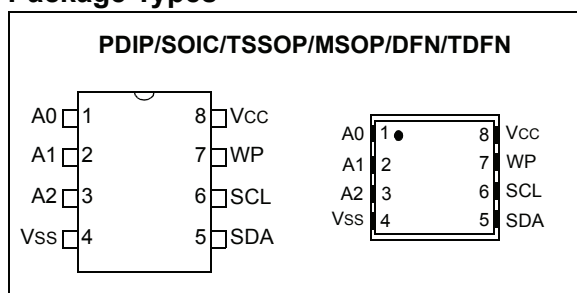 Package Types
PDIP/SOIC/TSSOP/MSOP/DFN/TDFN
A0 1 8 VCC
A1 2 7 WP
A2 3 6 SCL
VSS 4 5 SDA
A0 1 8 VCC
A1 2 7 WP
A2 3 6 SCL
VSS 4 5 SDA